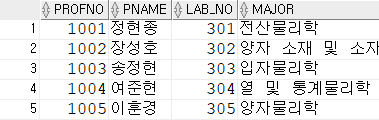 PROFNO PNAME LAB_NO MAJOR
1 1001 정현종 301 전산물리학
2 1002 장성호 302 양자 소재 및 소자
3 1003 송정현 303 입자물리학
4 1004 여준현 304 열 및 통계물리학
5 1005 이훈경 305 양자물리학